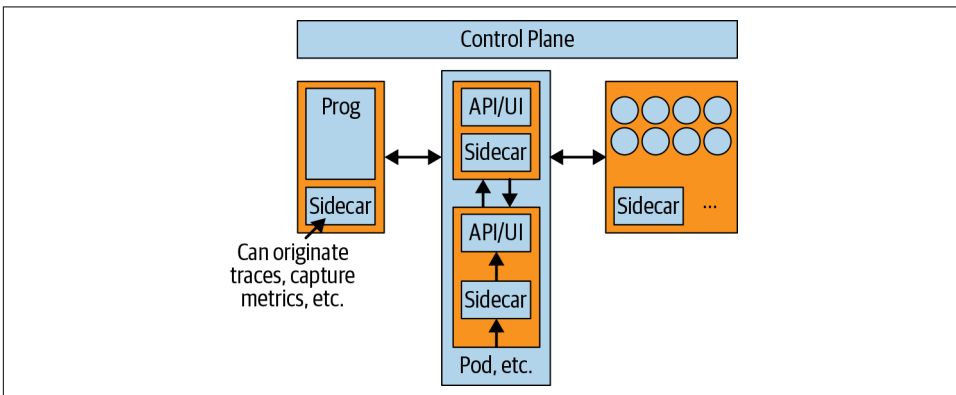 Control Plane
Prog
Sidecar
Can originate
traces, capture
metrics, etc.
API/UI
Sidecar
API/UI
Sidecar
Pod, etc.
Sidecar
...